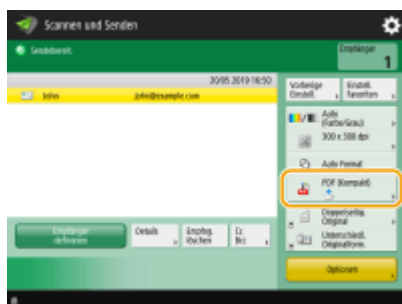 Scannen und Senden
Sendebereit.
Empfänger
1
30/05 2019 16:50
John
john@example.com
Vorherige
Einstell.
Einstell.
Favoriten
Auto
(Farbe/Grau)
300 x 300 dpi
Auto Format
PDF (Kompakt)
Doppelseitig.
Original
Unterschiedl.
Originalform.
Empfänger
definieren
Details
Empfng.
löschen
Cc
Bcc
Optionen